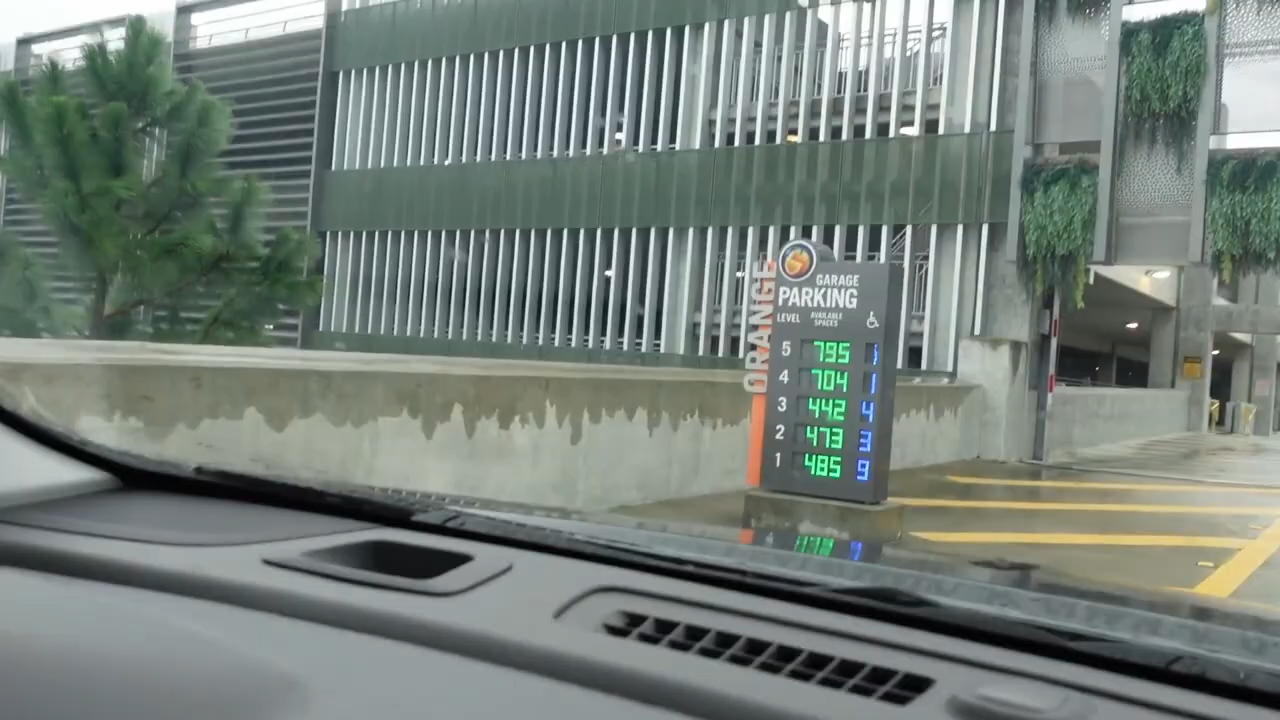 ORANGE
GARAGE
PARKING
LEVEL AVAILABLE SPACES
5 795 1
4 704 1
3 442 4
2 473 3
1 485 9